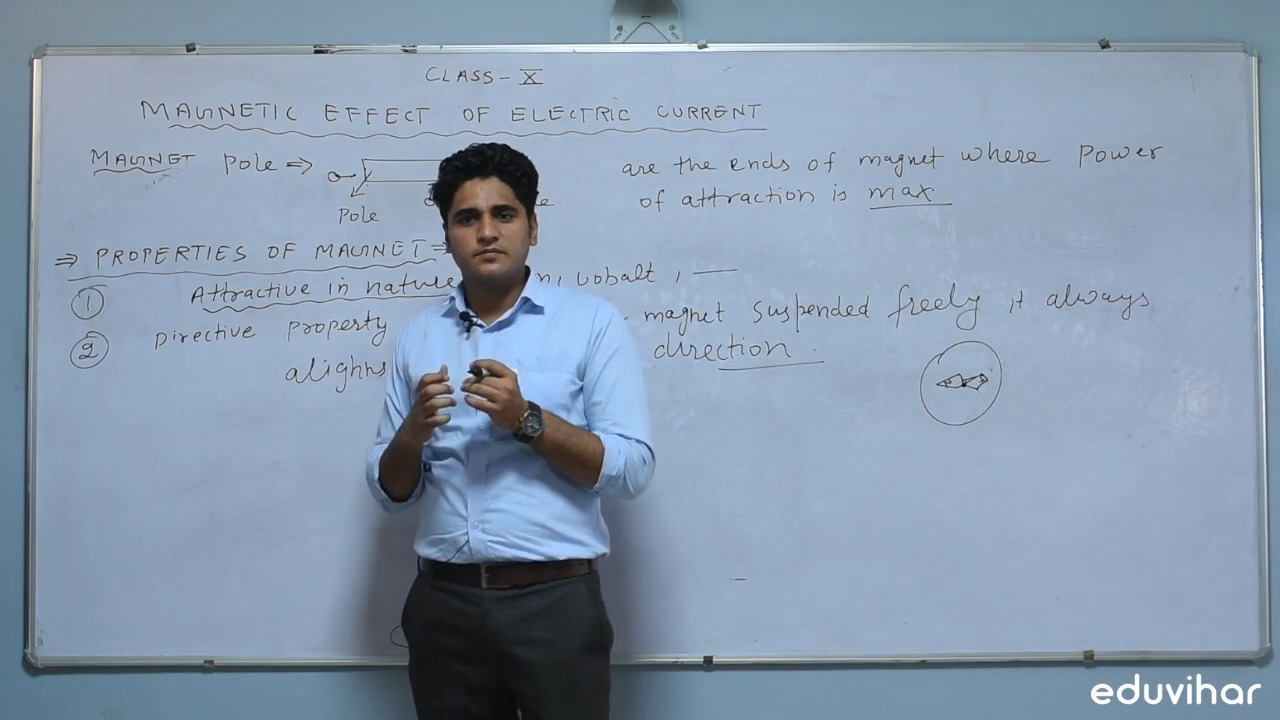 CLASS - X
MAGNETIC EFFECT OF ELECTRIC CURRENT
MAGNET Pole ⇒ are the ends of magnet where Power
of attraction is max
Pole
⇒ PROPERTIES OF MAGNET ⇒
① Attractive in nature cobalt , —
② Directive Property magnet suspended freely , it always
alighns direction .
eduvihar